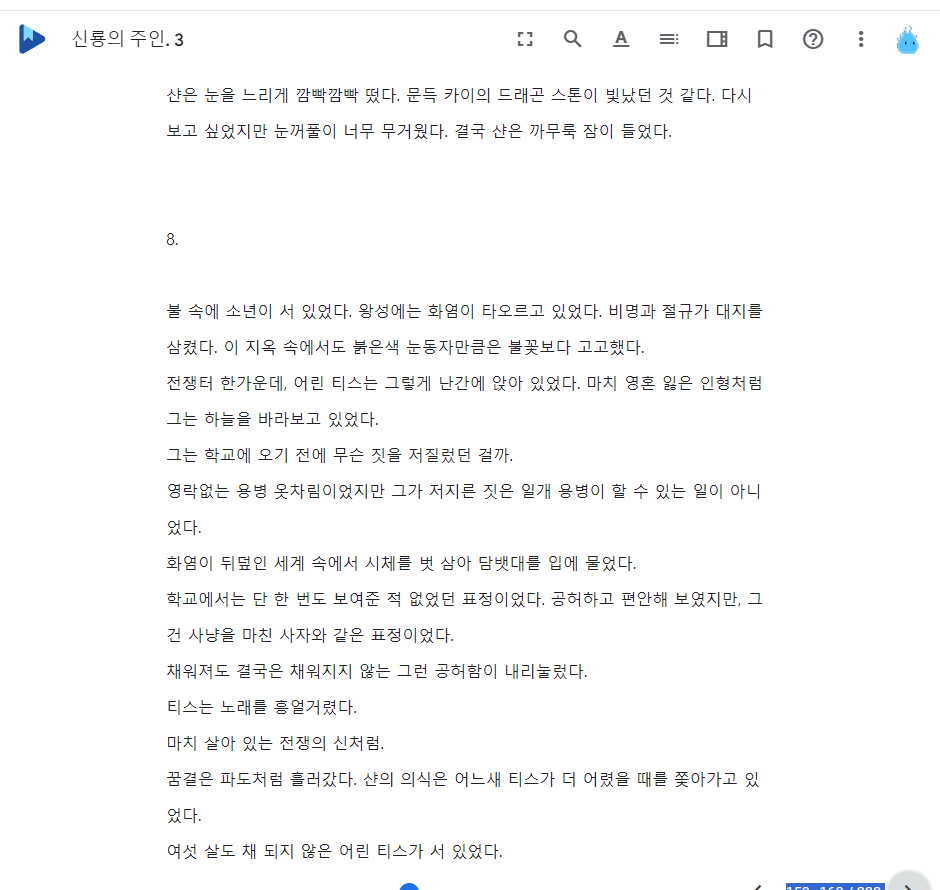 신룡의 주인. 3
샨은 눈을 느리게 깜빡깜빡 떴다. 문득 카이의 드래곤 스톤이 빛났던 것 같다. 다시
보고 싶었지만 눈꺼풀이 너무 무거웠다. 결국 샨은 까무룩 잠이 들었다.
8.
불 속에 소년이 서 있었다. 왕성에는 화염이 타오르고 있었다. 비명과 절규가 대지를
삼켰다. 이 지옥 속에서도 붉은색 눈동자만큼은 불꽃보다 고고했다.
전쟁터 한가운데, 어린 티스는 그렇게 난간에 앉아 있었다. 마치 영혼 잃은 인형처럼
그는 하늘을 바라보고 있었다.
그는 학교에 오기 전에 무슨 짓을 저질렀던 걸까.
영락없는 용병 옷차림이었지만 그가 저지른 짓은 일개 용병이 할 수 있는 일이 아니
었다.
화염이 뒤덮인 세계 속에서 시체를 벗 삼아 담뱃대를 입에 물었다.
학교에서는 단 한 번도 보여준 적 없었던 표정이었다. 공허하고 편안해 보였지만, 그
건 사냥을 마친 사자와 같은 표정이었다.
채워져도 결국은 채워지지 않는 그런 공허함이 내리눌렀다.
티스는 노래를 흥얼거렸다.
마치 살아 있는 전쟁의 신처럼.
꿈결은 파도처럼 흘러갔다. 샨의 의식은 어느새 티스가 더 어렸을 때를 쫓아가고 있
었다.
여섯 살도 채 되지 않은 어린 티스가 서 있었다.